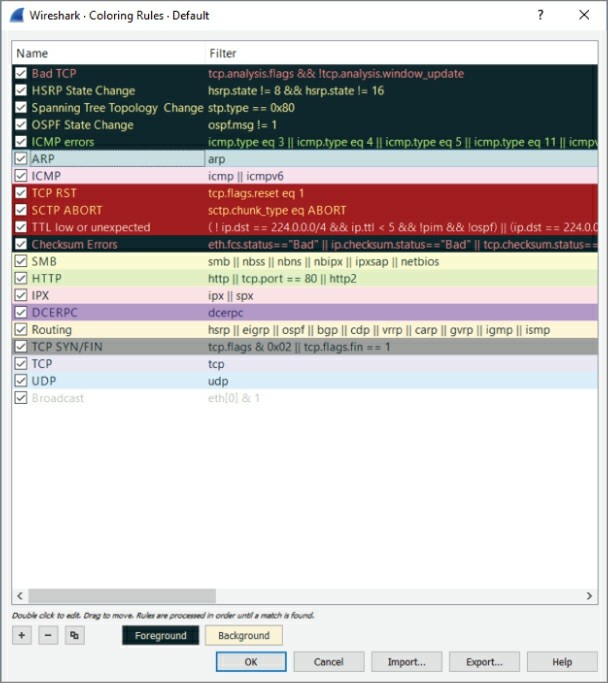 Wireshark · Coloring Rules · Default
?
Name Filter
Bad TCP tcp.analysis.flags && !tcp.analysis.window_update
HSRP State Change hsrp.state != 8 && hsrp.state != 16
Spanning Tree Topology Change stp.type == 0x80
OSPF State Change ospf.msg != 1
ICMP errors icmp.type eq 3 || icmp.type eq 4 || icmp.type eq 5 || icmp.type eq 11 || icmpv
ARP arp
ICMP icmp || icmpv6
TCP RST tcp.flags.reset eq 1
SCTP ABORT sctp.chunk_type eq ABORT
TTL low or unexpected ( ! ip.dst == 224.0.0.0/4 && ip.ttl < 5 && !pim && !ospf) || (ip.dst == 224.0.0
Checksum Errors eth.fcs.status=="Bad" || ip.checksum.status=="Bad" || tcp.checksum.status==
SMB smb || nbss || nbns || nbipx || ipxsap || netbios
HTTP http || tcp.port == 80 || http2
IPX ipx || spx
DCERPC dcerpc
Routing hsrp || eigrp || ospf || bgp || cdp || vrrp || carp || gvrp || igmp || ismp
TCP SYN/FIN tcp.flags & 0x02 || tcp.flags.fin == 1
TCP tcp
UDP udp
Broadcast eth[0] & 1
Double click to edit. Drag to move. Rules are processed in order until a match is found.
+ − Foreground Background
OK Cancel Import... Export... Help